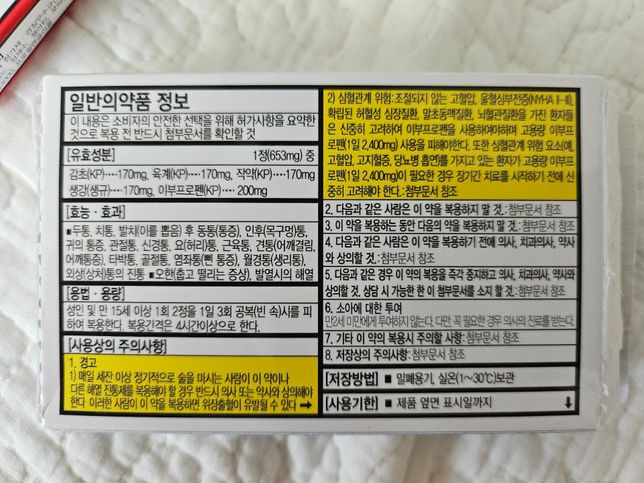 일반의약품 정보
이 내용은 소비자의 안전한 선택을 위해 허가사항을 요약한
것으로 복용 전 반드시 첨부문서를 확인할 것
[유효성분] 1정(653mg) 중
감초(KP)····170mg, 육계(KP)····170mg, 작약(KP)····170mg
생강(규)····170mg, 이부프로펜(KP)···· 200mg
[효능 · 효과]
▪두통, 치통, 발치(이를 뽑음) 후 동통(통증), 인후(목구멍)통,
귀의 통증, 관절통, 신경통, 요(허리)통, 근육통, 견통(어깨결림,
어깨통증), 타박통, 골절통, 염좌통(삔 통증), 월경통(생리통),
외상(상처)통의 진통 ▪오한(춥고 떨리는 증상), 발열시의 해열
[용법 · 용량]
성인 및 만 15세 이상 1회 2정을 1일 3회 공복(빈 속)시를 피
하여 복용한다. 복용간격은 4시간이상으로 한다.
[사용상의 주의사항]
1. 경고
1) 매일 세잔 이상 정기적으로 술을 마시는 사람이 이 약이나
다른 해열 진통제를 복용해야 할 경우 반드시 의사 또는 약사와 상의해야
한다. 이러한 사람이 이 약을 복용하면 위장출혈이 유발될 수 있다 →
2) 심혈관계 위험: 조절되지 않는 고혈압, 울혈심부전증(NYHA II-III),
확립된 허혈성 심장질환, 말초동맥질환, 뇌혈관질환을 가진 환자들
은 신중히 고려하여 이부프로펜을 사용하여야하며 고용량 이부프
로펜(1일 2,400mg) 사용을 피해야한다. 또한 심혈관계 위험 요소(예,
고혈압, 고지혈증, 당뇨병 흡연)를 가지고 있는 환자가 고용량 이부프
로펜(1일 2,400mg)이 필요한 경우 장기간 치료를 시작하기 전에 신
중히 고려해야 한다.: 첨부문서 참조
2. 다음과 같은 사람은 이 약을 복용하지 말 것.: 첨부문서 참조
3. 이 약을 복용하는 동안 다음의 약을 복용하지 말 것.: 첨부문서 참조
4. 다음과 같은 사람은 이 약을 복용하기 전에 의사, 치과의사, 약사
와 상의할 것: 첨부문서 참조
5. 다음과 같은 경우 이 약의 복용을 즉각 중지하고 의사, 치과의사, 약사와
상의할 것. 상담 시 가능한 한 이 첨부문서를 소지할 것.: 첨부문서 참조
6. 소아에 대한 투여
만2세 미만에게 투여하지 않는다. 다만, 꼭 필요한 경우 의사의 진료를 받는다.
7. 기타 이 약의 복용시 주의할 사항: 첨부문서 참조
8. 저장상의 주의사항: 첨부문서 참조
[저장방법] ▪ 밀폐용기, 실온(1~30℃)보관
[사용기한] ▪ 제품 옆면 표시일까지 ↓